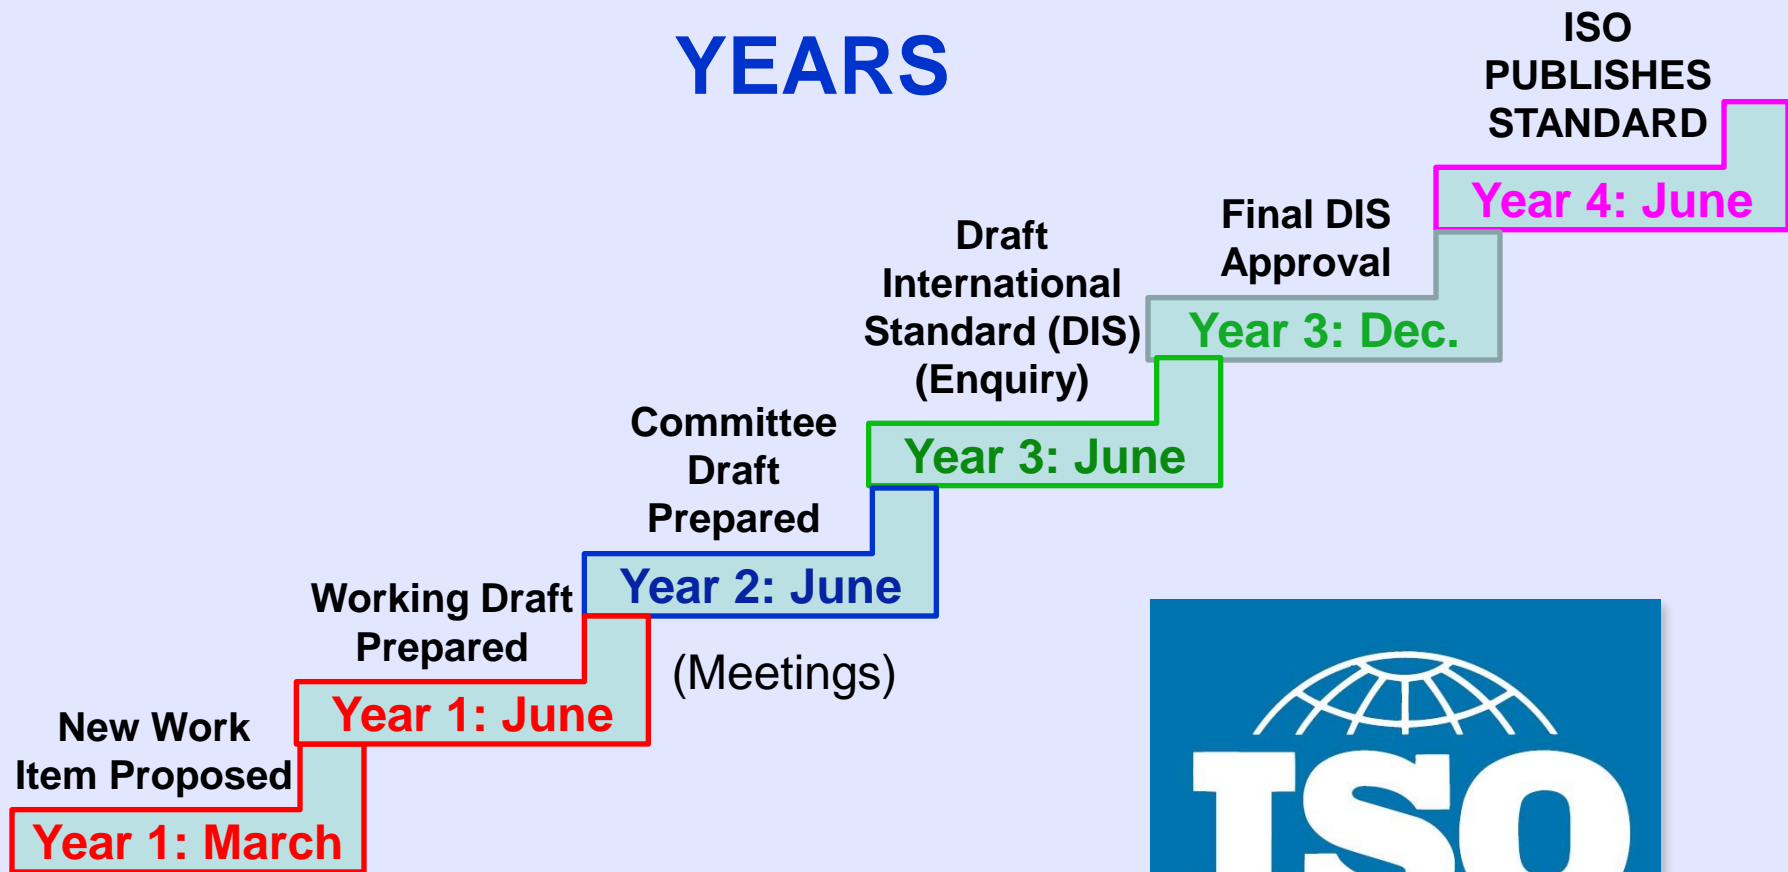 YEARS
ISO
PUBLISHES
STANDARD
Year 4: June
Final DIS
Approval
Year 3: Dec.
Draft
International
Standard (DIS)
(Enquiry)
Year 3: June
Committee
Draft
Prepared
Year 2: June
(Meetings)
Working Draft
Prepared
Year 1: June
New Work
Item Proposed
Year 1: March
ISO